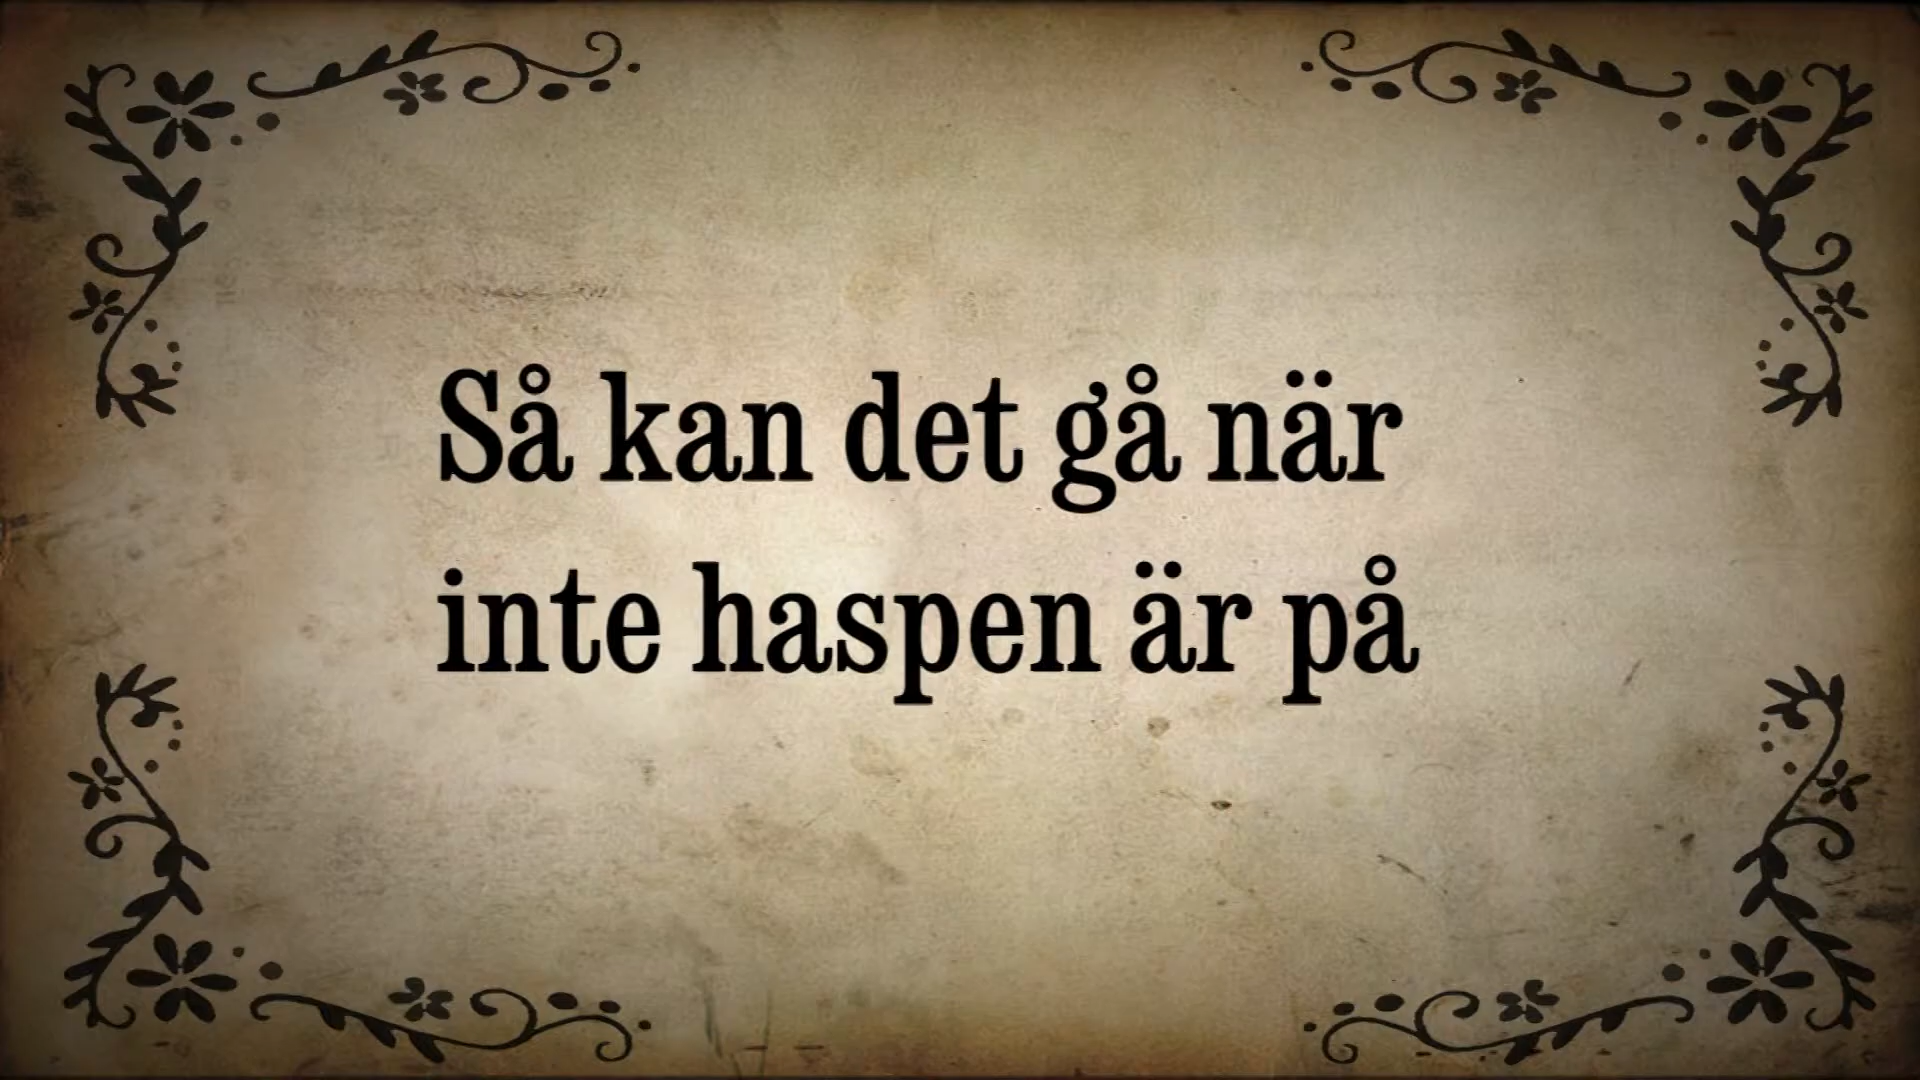 Så kan det gå när
inte haspen är på